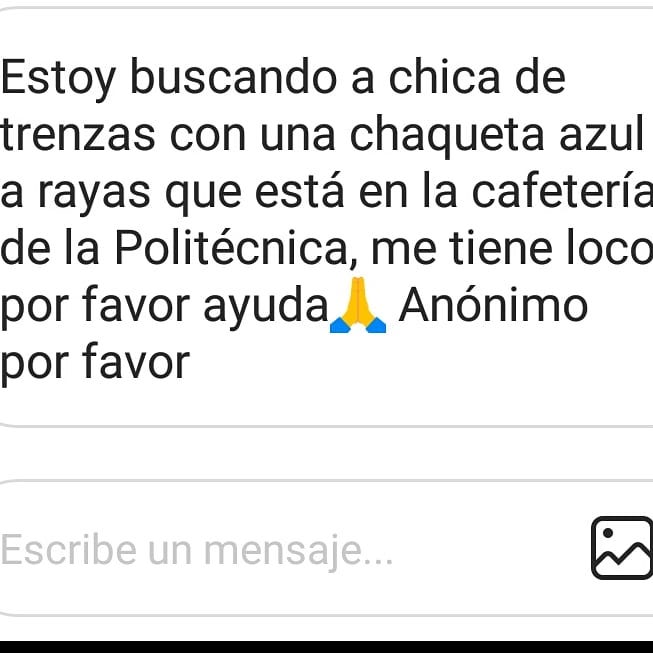 Estoy buscando a chica de
trenzas con una chaqueta azul
a rayas que está en la cafetería
de la Politécnica, me tiene loco
por favor ayuda🙏 Anónimo
por favor
Escribe un mensaje...